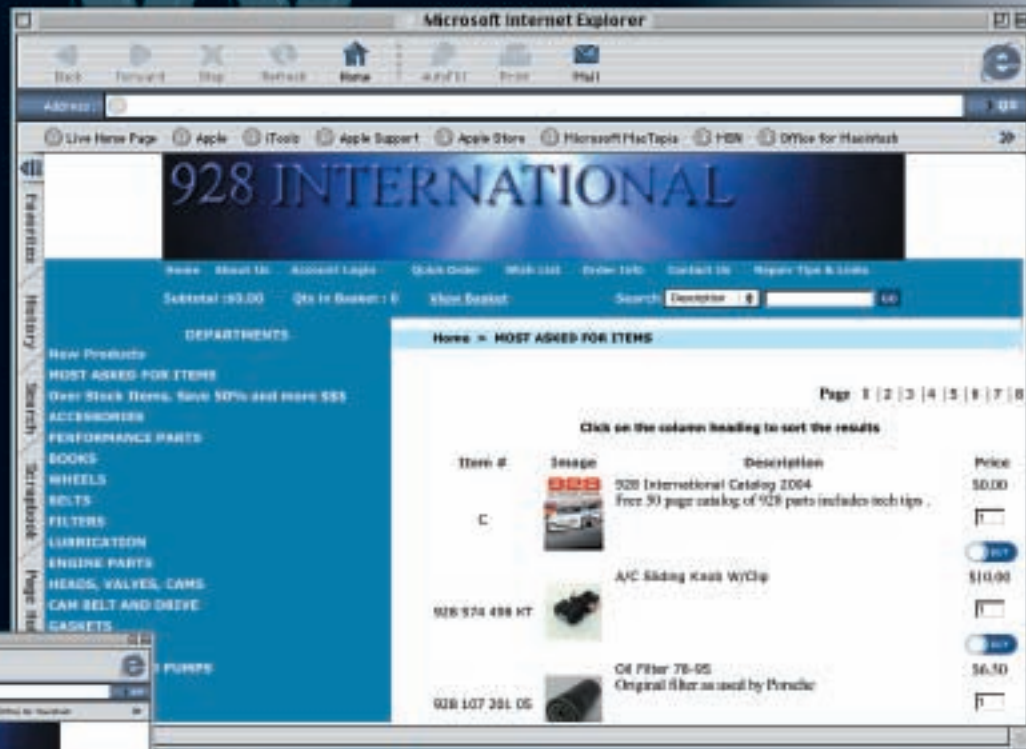 Microsoft Internet Explorer
Back Forward Stop Refresh Home AutoFill Print Mail
Address:
Live Home Page Apple iTools Apple Support Apple Store Microsoft MacTopia MSN Office for Macintosh
Favorites
History
Search
Scrapbook
Page
928 INTERNATIONAL
Home About Us Account Login Quick Order Wish List Order Info Contact Us Repair Tips & Links
Subtotal :$0.00 Qty in Basket : 0 View Basket Search Description GO
DEPARTMENTS
New Products
MOST ASKED FOR ITEMS
Over Stock Items. Save 50% and more $$$
ACCESSORIES
PERFORMANCE PARTS
BOOKS
WHEELS
BELTS
FILTERS
LUBRICATION
ENGINE PARTS
HEADS, VALVES, CAMS
CAM BELT AND DRIVE
GASKETS
PUMPS
Home > MOST ASKED FOR ITEMS
Page 1 | 2 | 3 | 4 | 5 | 6 | 7 | 8
Click on the column heading to sort the results
Item # Image Description Price
C 928 International Catalog 2004 $0.00
Free 90 page catalog of 928 parts includes tech tips .
1
BUY
928 574 498 KT A/C Sliding Knob W/Clip $10.00
1
BUY
928 107 201 05 Oil Filter 78-95 $6.50
Original filter as used by Porsche
1